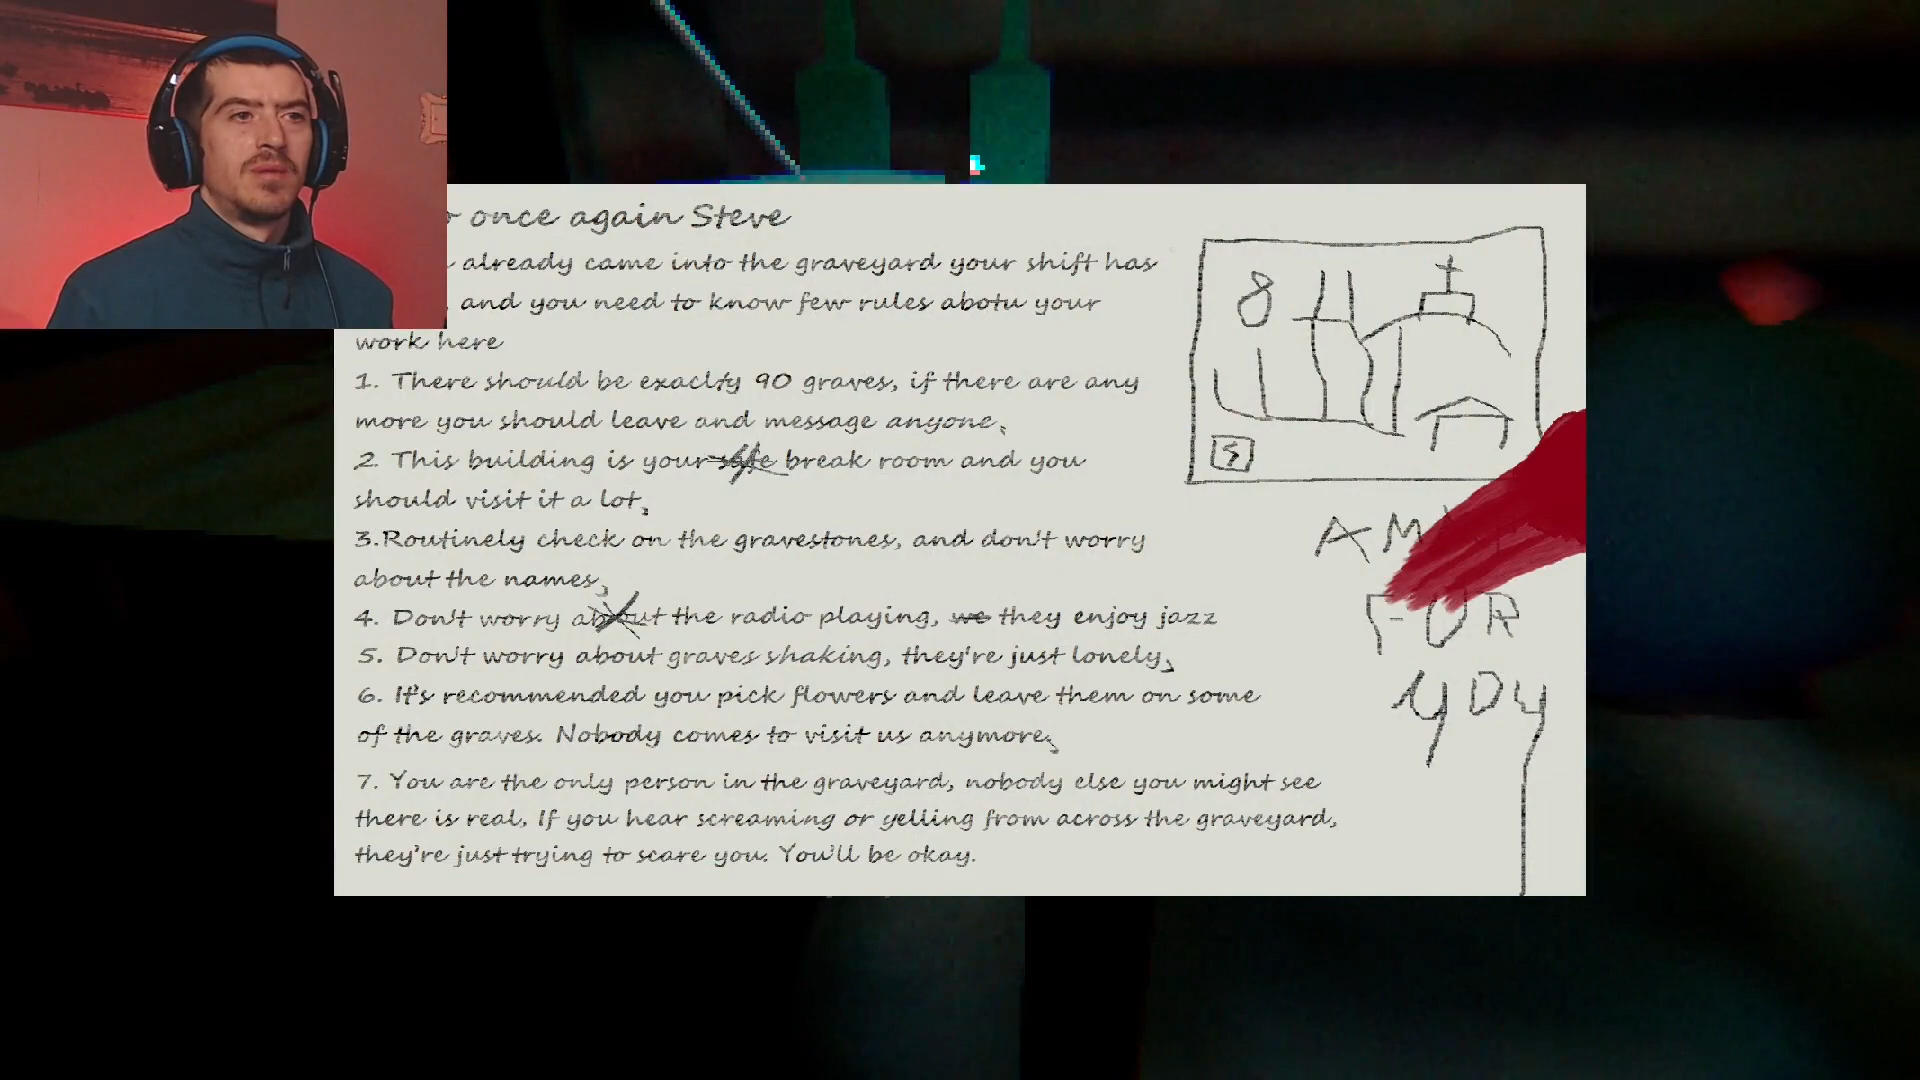 once again Steve
already came into the graveyard your shift has
and you need to know few rules abotu your
work here
1. There should be exaclty 90 graves, if there are any
more you should leave and message anyone,
2. This building is your safe break room and you
should visit it a lot,
3.Routinely check on the gravestones, and don't worry
about the names,
4. Don't worry about the radio playing, we they enjoy jazz
5. Don't worry about graves shaking, they're just lonely,
6. It's recommended you pick flowers and leave them on some
of the graves. Nobody comes to visit us anymore,
7. You are the only person in the graveyard, nobody else you might see
there is real, If you hear screaming or yelling from across the graveyard,
they're just trying to scare you. You'll be okay.
8
FOR